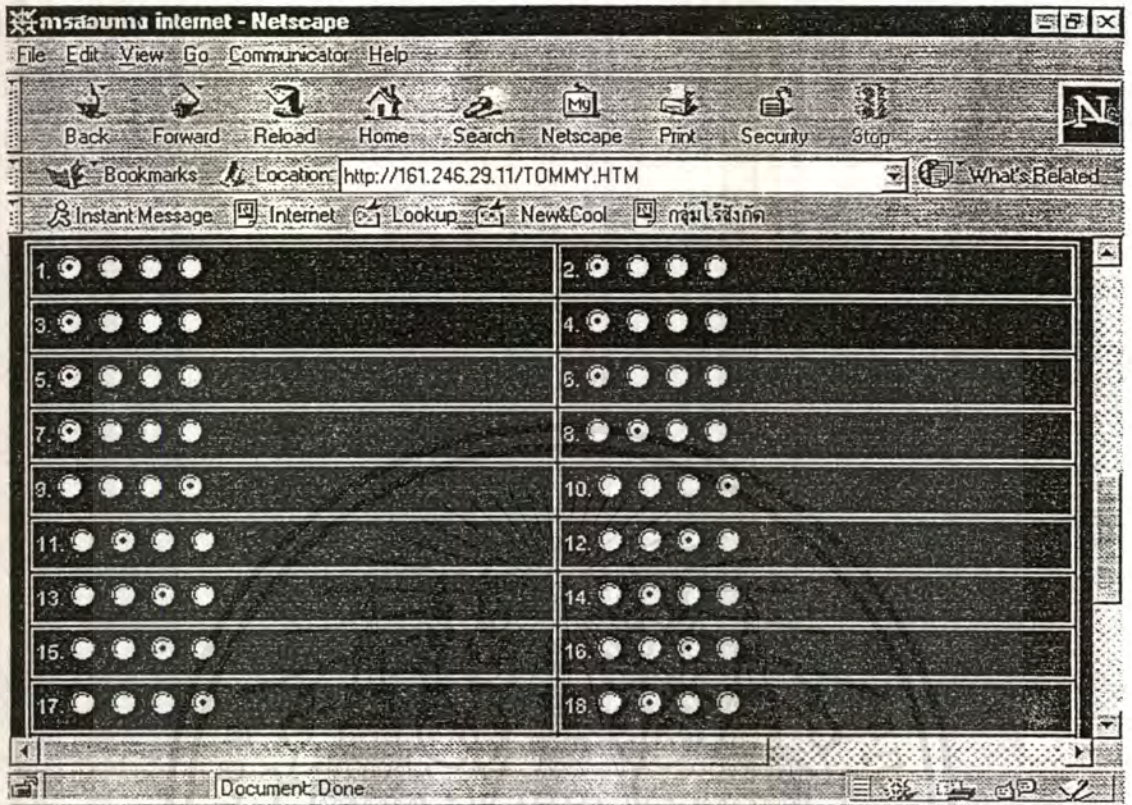 การสอบทาง internet - Netscape
File Edit View Go Communicator Help
Back Forward Reload Home Search Netscape Print Security Stop
My
N
Bookmarks Location: http://161.246.29.11/TOMMY.HTM What's Related
Instant Message Internet Lookup New&Cool กลุ่มไร้สังกัด
1. 2.
3. 4.
5. 6.
7. 8.
9. 10.
11. 12.
13. 14.
15. 16.
17. 18.
Document: Done